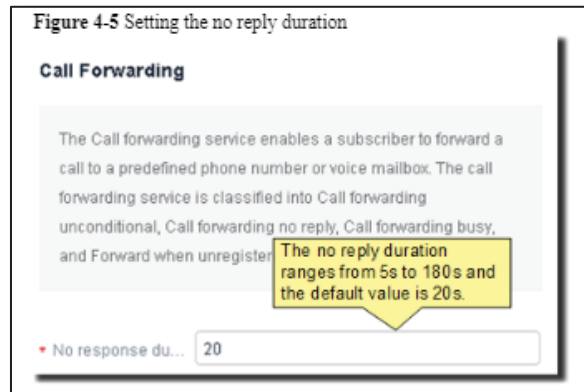 Figure 4-5 Setting the no reply duration
Call Forwarding
The Call forwarding service enables a subscriber to forward a
call to a predefined phone number or voice mailbox. The call
forwarding service is classified into Call forwarding
unconditional, Call forwarding no reply, Call forwarding busy,
and Forward when unregister
The no reply duration
ranges from 5s to 180s and
the default value is 20s.
* No response du... 20